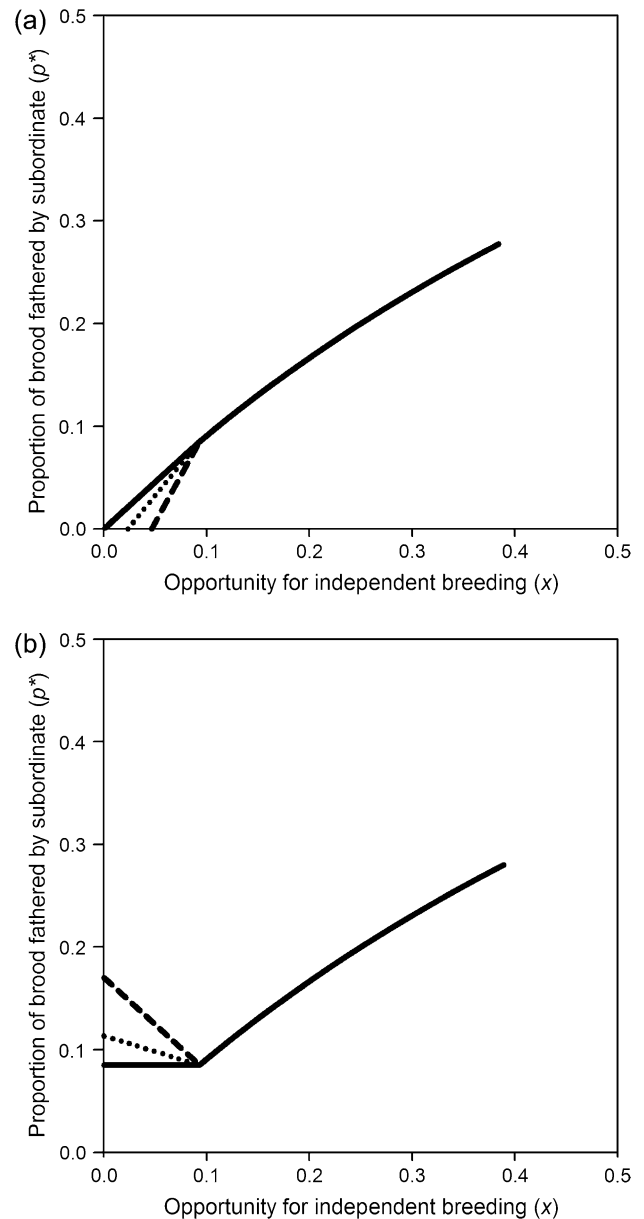 (a)
Proportion of brood fathered by subordinate (p*)
0.5
0.4
0.3
0.2
0.1
0.0
0.0 0.1 0.2 0.3 0.4 0.5
Opportunity for independent breeding (x)
(b)
Proportion of brood fathered by subordinate (p*)
0.5
0.4
0.3
0.2
0.1
0.0
0.0 0.1 0.2 0.3 0.4 0.5
Opportunity for independent breeding (x)